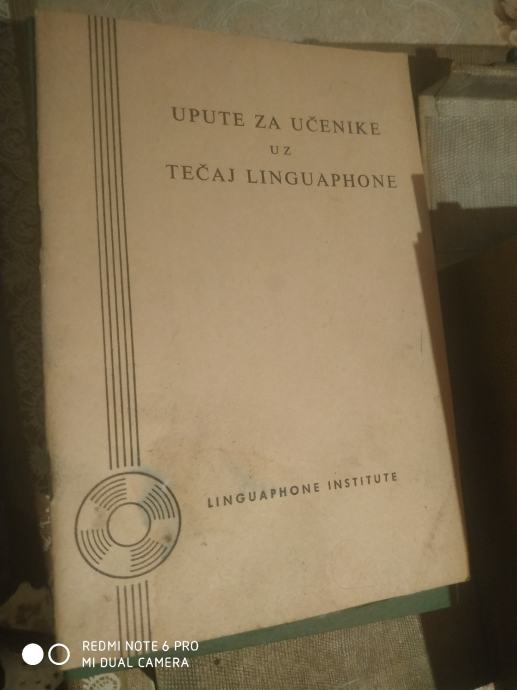 UPUTE ZA UČENIKE
UZ
TEČAJ LINGUAPHONE
LINGUAPHONE INSTITUTE
REDMI NOTE 6 PRO
MI DUAL CAMERA